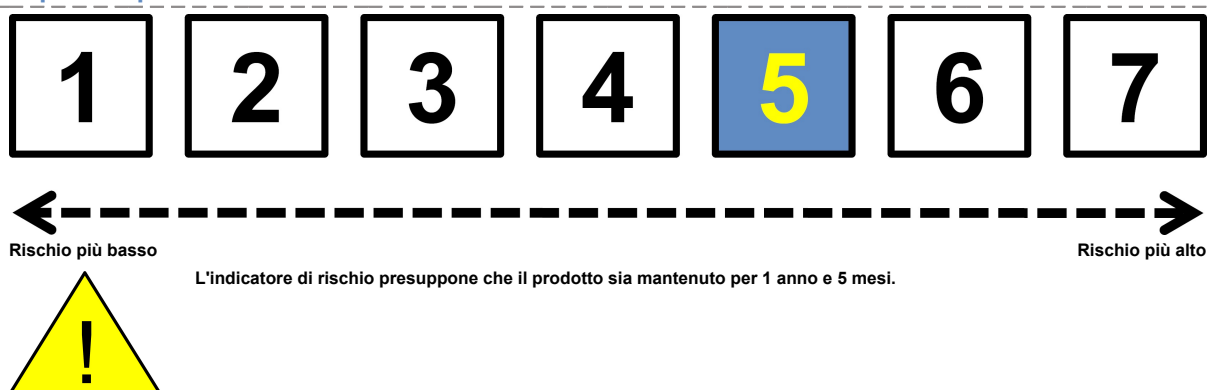 1 2 3 4 5 6 7
Rischio più basso Rischio più alto
L'indicatore di rischio presuppone che il prodotto sia mantenuto per 1 anno e 5 mesi.
!